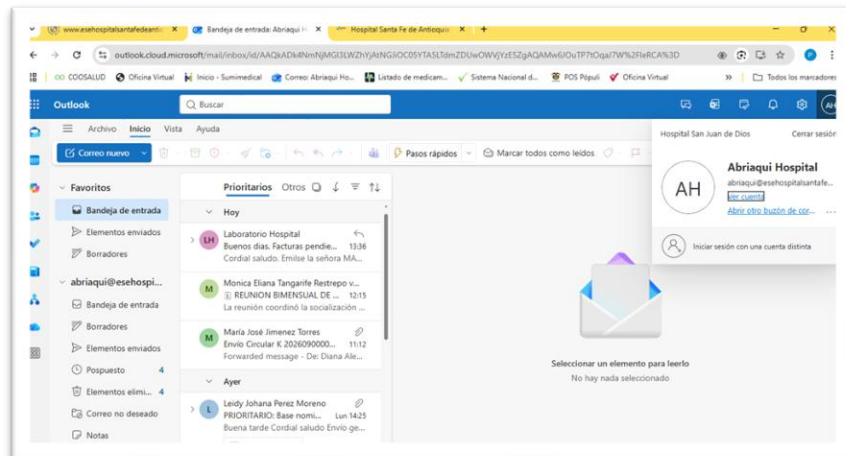 www.esehospitalsantafedeantio
Bandeja de entrada: Abriaqui H
Hospital Santa Fe de Antioquia
outlook.cloud.microsoft/mail/inbox/id/
COOSALUD
Oficina Virtual
Inicio - Sumimedical
Correo: Abriaqui Ho...
Listado de medicam...
Sistema Nacional d...
POS Pópuli
Oficina Virtual
Todos los marcadores
Outlook
Buscar
AH
Archivo
Inicio
Vista
Ayuda
Correo nuevo
Pasos rápidos
Marcar todos como leídos
Hospital San Juan de Dios
Cerrar sesión
AH
Abriaqui Hospital
abriaqui@esehospitalsantafe...
Ver cuenta
Abrir otro buzón de cor...
Iniciar sesión con una cuenta distinta
Favoritos
Bandeja de entrada
Elementos enviados
Borradores
abriaqui@esehospi...
Bandeja de entrada
Borradores
Elementos enviados
Pospuesto 4
Elementos elimi... 4
Correo no deseado
Notas
Prioritarios Otros
Hoy
LH
Laboratorio Hospital
Buenos dias. Facturas pendie... 13:36
Cordial saludo. Emilse la señora MA...
M
Monica Eliana Tangarife Restrepo v...
REUNION BIMENSUAL DE ... 12:15
La reunión coordinó la socialización ...
M
María José Jimenez Torres
Envío Circular K 2026090000... 11:12
Forwarded message - De: Diana Ale...
Ayer
L
Leidy Johana Perez Moreno
PRIORITARIO: Base nomi... Lun 14:25
Buena tarde Cordial saludo Envío ge...
Seleccionar un elemento para leerlo
No hay nada seleccionado